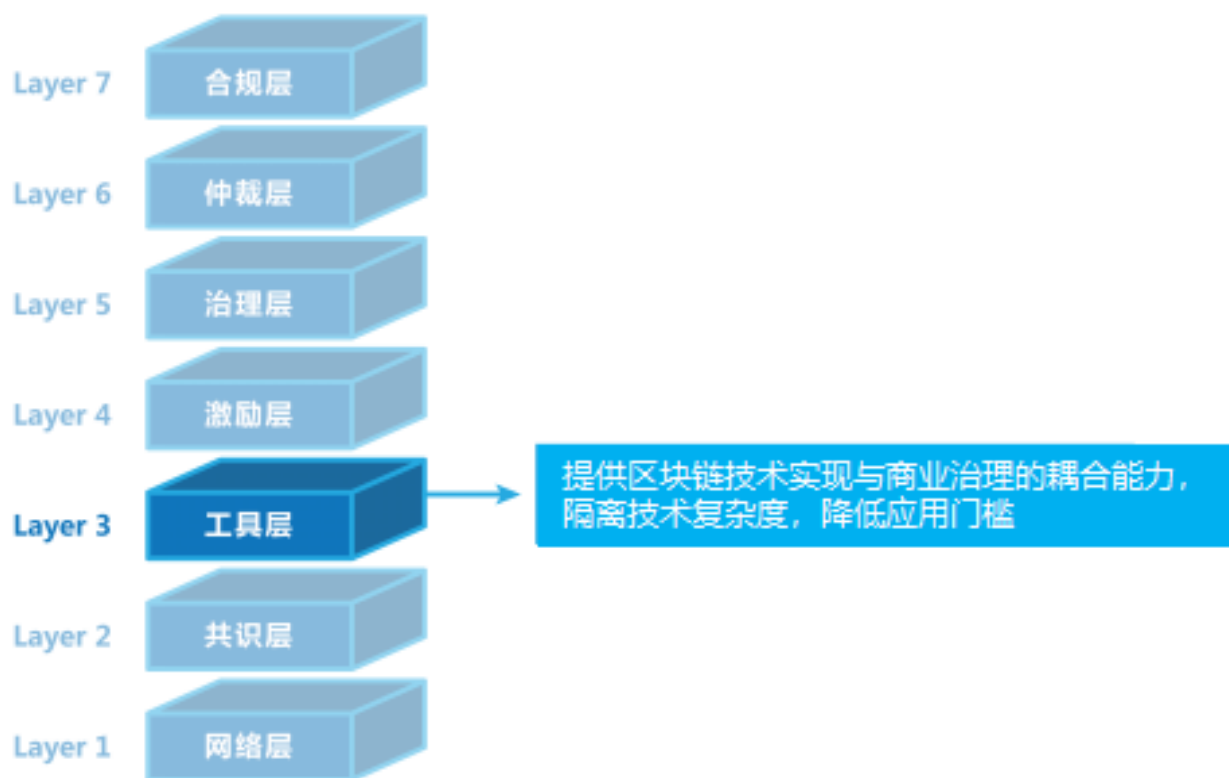 Layer 7 合规层
Layer 6 仲裁层
Layer 5 治理层
Layer 4 激励层
Layer 3 工具层
提供区块链技术实现与商业治理的耦合能力，
隔离技术复杂度，降低应用门槛
Layer 2 共识层
Layer 1 网络层